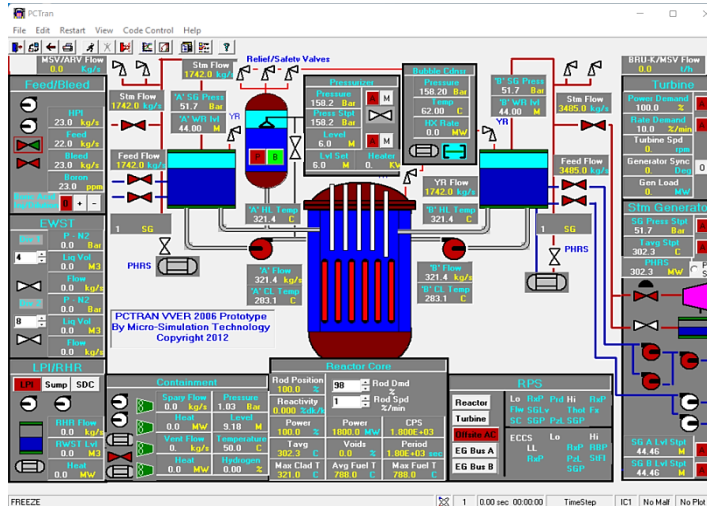 PCTran
File Edit Restart View Code Control Help
MSV/ARV Flow
0.0 Kg/s
Stm Flow
1742.0 kg/s
Relief/Safety Valves
BRU-K/MSV Flow
0.0 t/h
Feed/Bleed
HPI
23.0 kg/s
Feed
22.0 kg/s
Bleed
23.0 kg/s
Boron
23.0 ppm
0 + -
Stm Flow
1742.0 kg/s
'A' SG Press
51.7 Bar
'A' WR lvl
44.00 M
YR
Feed Flow
1742.0 kg/s
Pressurizer
Pressure
158.2 Bar
Press Stpt
158.2 Bar
Level
6.0 M
Lvl Set
6.0 M
Heater
0. KW
A M
A M
P B
Bubble Cdnsr
Pressure
158.20 Bar
Temp
62.00 C
HX Rate
0.0 MW
'B' SG Press
51.7 Bar
'B' WR lvl
44.00 M
YR
Stm Flow
3485.0 kg/s
Feed Flow
3485.0 kg/s
YR Flow
1742.0 kg/s
Turbine
Power Demand
100.0 %
Rate Demand
10.0 %/min
Turbine Spd
0. rpm
Generator Sync
0. Deg
Gen Load
0. MW
1 SG
PHRS
'A' HL Temp
321.4 C
'B' HL Temp
321.4 C
1 SG
PHRS
'A' Flow
321.4 kg/s
'A' CL Temp
283.1 C
'B' Flow
321.4 kg/s
'B' CL Temp
283.1 C
Stm Generator
SG Press Stpt
51.7 Bar
Tavg Stpt
302.3 C
PHRS
302.3 MW
EWST
P - N2
0.0 Bar
4
Liq Vol
0.0 M3
Flow
0.0 kg/s
P - N2
0.0 Bar
8
Liq Vol
0.0 M3
Flow
0.0 kg/s
PCTRAN VVER 2006 Prototype
By Micro-Simulation Technology
Copyright 2012
LPI/RHR
LPI Sump SDC
RHR Flow
0.0 kg/s
RWST Lvl
0.0 M3
Heat
0.0 MW
Containment
Spary Flow
0.0 kg/s
Pressure
1.03 Bar
Heat
0.0 MW
Level
9.18 M
Vent Flow
0. kg/s
Temperature
50.0 C
Heat
0.0 MW
Hydrogen
0.00 %
Reactor Core
Rod Position
100.0 %
98 Rod Dmd
%
Reactivity
0.000 %dk/k
1 Rod Spd
%/min
Power
100.0 %
Power
1800.0 MW
CPS
1.800E+03
Tavg
302.3 C
Voids
0.0 %
Period
1.80E+03 sec
Max Clad T
321.0 C
Avg Fuel T
788.0 C
Max Fuel T
788.0 C
RPS
Reactor
Turbine
Offsite AC
EG Bus A
EG Bus B
Lo RxP Prd Hi RxP
Flw SGLv Thot Fx
SC SGP PzL SGP
ECCS Lo Hi
LL RxP RBP
RxP PzL StFl
SGP
SG A Lvl Stpt
44.46 M
SG B Lvl Stpt
44.46 M
FREEZE
1 0.00 sec 00:00:00 TimeStep IC1 No Malf No Plot